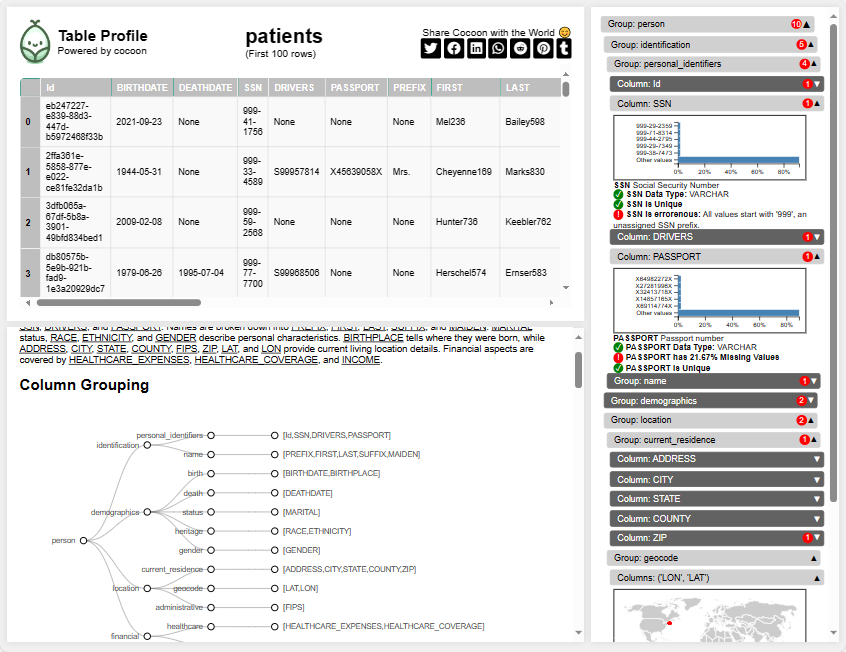 Table Profile
Powered by cocoon
patients
(First 100 rows)
Share Cocoon with the World 😊
Id BIRTHDATE DEATHDATE SSN DRIVERS PASSPORT PREFIX FIRST LAST
0 eb247227-e839-88d3-447d-b5972468f33b 2021-09-23 None 999-41-1756 None None None Mel236 Bailey598
1 2ffa361e-5858-877e-e022-ce81fe32da1b 1944-05-31 None 999-33-4589 S99957814 X45639058X Mrs. Cheyenne169 Marks830
2 3dfb065a-67df-5b8a-3901-49bfd834bed1 2009-02-08 None 999-59-2568 None None None Hunter736 Keebler762
3 db80575b-5e9b-921b-fad9-1e3a20929dc7 1979-06-26 1995-07-04 999-77-7700 S99968506 None None Herschel574 Ernser583
SSN, DRIVERS, and PASSPORT. Names are broken down into PREFIX, FIRST, LAST, SUFFIX, and MAIDEN. MARITAL
status, RACE, ETHNICITY, and GENDER describe personal characteristics. BIRTHPLACE tells where they were born, while
ADDRESS, CITY, STATE, COUNTY, FIPS, ZIP, LAT, and LON provide current living location details. Financial aspects are
covered by HEALTHCARE_EXPENSES, HEALTHCARE_COVERAGE, and INCOME.
Column Grouping
personal_identifiers [Id,SSN,DRIVERS,PASSPORT]
identification
name [PREFIX,FIRST,LAST,SUFFIX,MAIDEN]
birth [BIRTHDATE,BIRTHPLACE]
death [DEATHDATE]
demographics status [MARITAL]
heritage [RACE,ETHNICITY]
person
gender [GENDER]
current_residence [ADDRESS,CITY,STATE,COUNTY,ZIP]
location geocode [LAT,LON]
administrative [FIPS]
healthcare [HEALTHCARE_EXPENSES,HEALTHCARE_COVERAGE]
financial
Group: person 10 ▲
Group: identification 5 ▲
Group: personal_identifiers 4 ▲
Column: Id 1 ▼
Column: SSN 1 ▲
999-29-2359
999-71-8314
999-44-2795
999-29-7349
999-38-7473
Other values
0% 20% 40% 60% 80%
SSN Social Security Number
SSN Data Type: VARCHAR
SSN is Unique
SSN is errorenous: All values start with '999', an
unassigned SSN prefix.
Column: DRIVERS 1 ▼
Column: PASSPORT 1 ▲
X64982272X
X27281996X
X32413718X
X14857165X
X69114774X
Other values
0% 20% 40% 60% 80%
PASSPORT Passport number
PASSPORT Data Type: VARCHAR
PASSPORT has 21.67% Missing Values
PASSPORT is Unique
Group: name 1 ▼
Group: demographics 2 ▼
Group: location 2 ▲
Group: current_residence 1 ▲
Column: ADDRESS ▼
Column: CITY ▼
Column: STATE ▼
Column: COUNTY ▼
Column: ZIP 1 ▼
Group: geocode ▲
Columns: ('LON', 'LAT') ▲